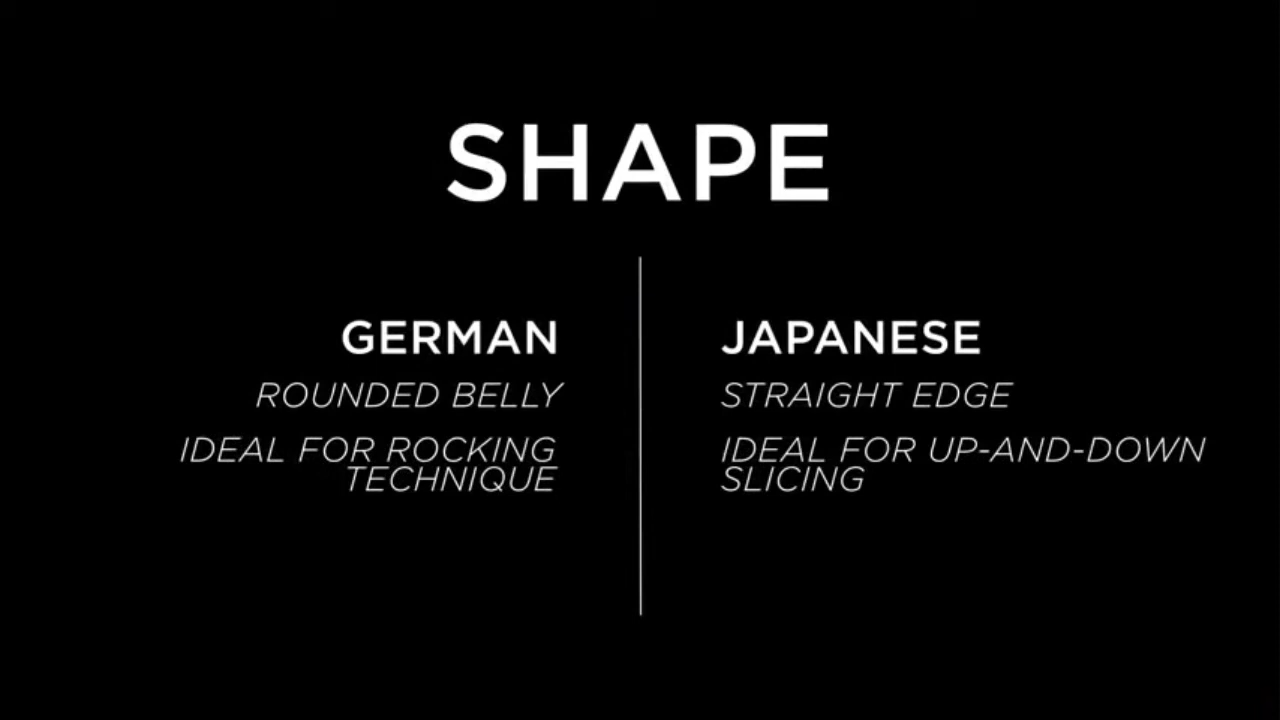 SHAPE
GERMAN
ROUNDED BELLY
IDEAL FOR ROCKING
TECHNIQUE
JAPANESE
STRAIGHT EDGE
IDEAL FOR UP-AND-DOWN
SLICING